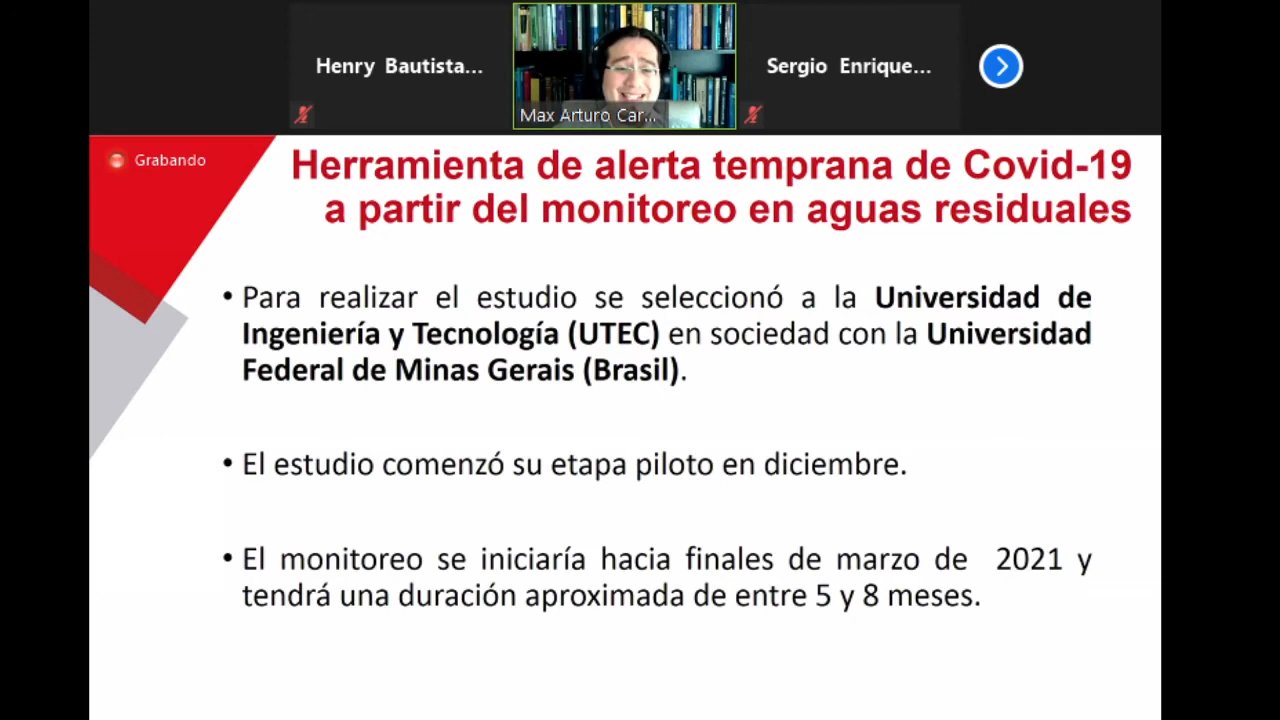 Henry Bautista...
Max Arturo Car...
Sergio Enrique...
Grabando
Herramienta de alerta temprana de Covid-19
a partir del monitoreo en aguas residuales
• Para realizar el estudio se seleccionó a la Universidad de
Ingeniería y Tecnología (UTEC) en sociedad con la Universidad
Federal de Minas Gerais (Brasil).
• El estudio comenzó su etapa piloto en diciembre.
• El monitoreo se iniciaría hacia finales de marzo de 2021 y
tendrá una duración aproximada de entre 5 y 8 meses.